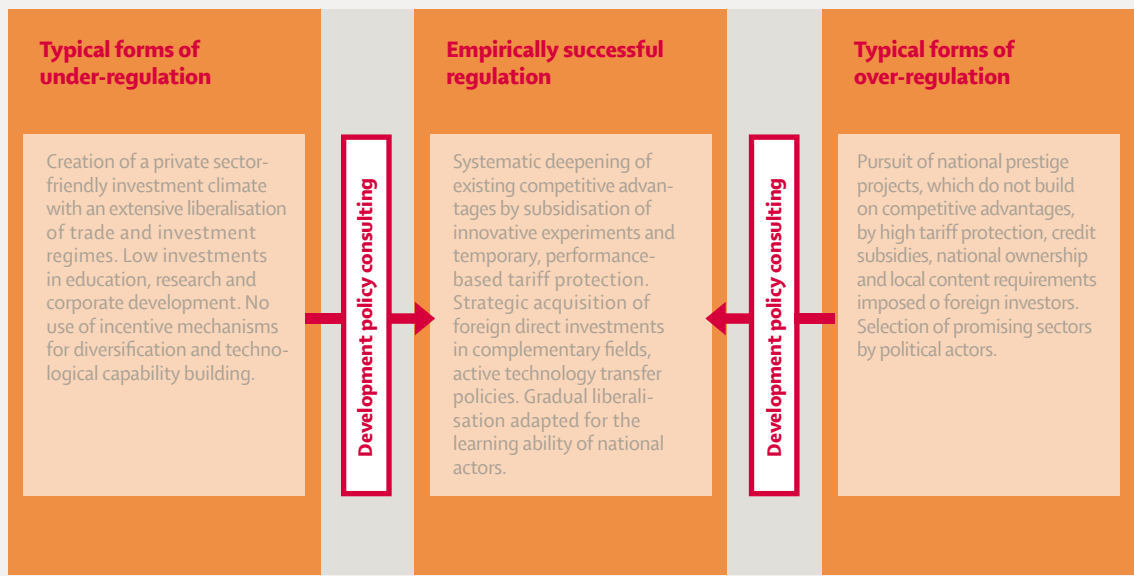 Typical forms of
under-regulation
Creation of a private sector-
friendly investment climate
with an extensive liberalisation
of trade and investment
regimes. Low investments
in education, research and
corporate development. No
use of incentive mechanisms
for diversification and techno-
logical capability building.
Development policy consulting
Empirically successful
regulation
Systematic deepening of
existing competitive advan-
tages by subsidisation of
innovative experiments and
temporary, performance-
based tariff protection.
Strategic acquisition of
foreign direct investments
in complementary fields,
active technology transfer
policies. Gradual liberali-
sation adapted for the
learning ability of national
actors.
Development policy consulting
Typical forms of
over-regulation
Pursuit of national prestige
projects, which do not build
on competitive advantages,
by high tariff protection, credit
subsidies, national ownership
and local content requirements
imposed o foreign investors.
Selection of promising sectors
by political actors.